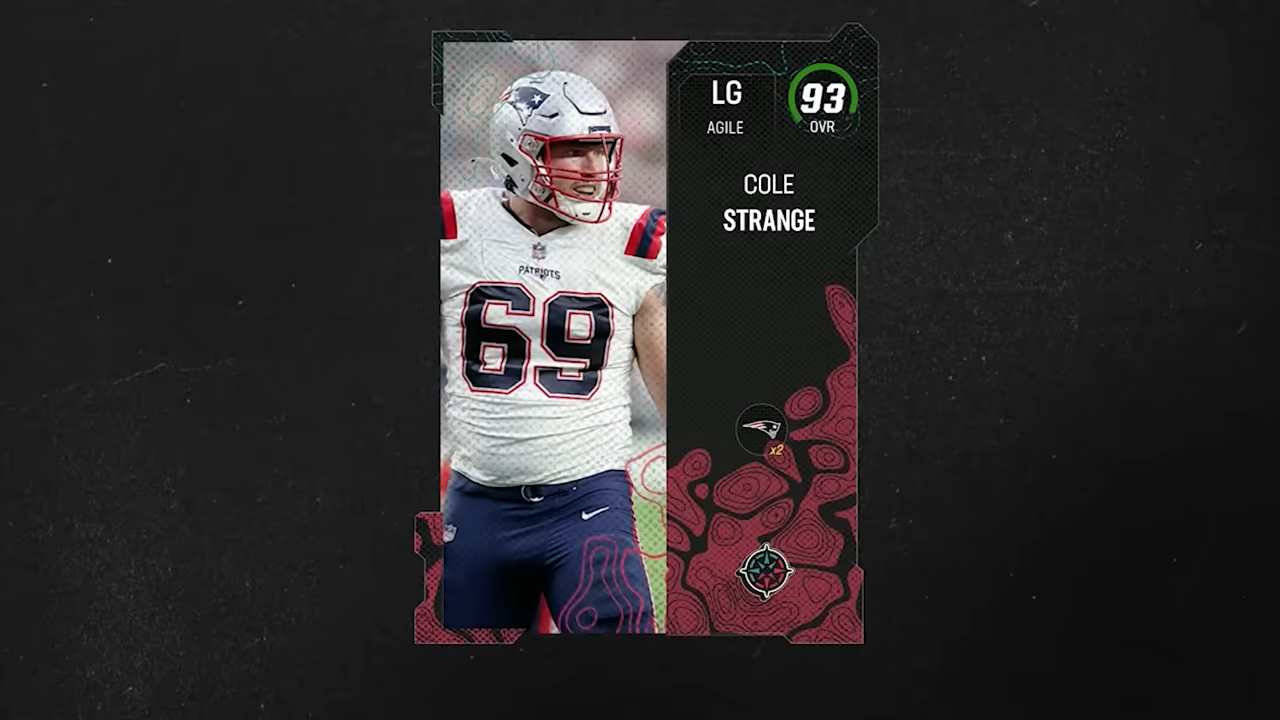 LG
AGILE
93
OVR
COLE
STRANGE
PATRIOTS
69
x2